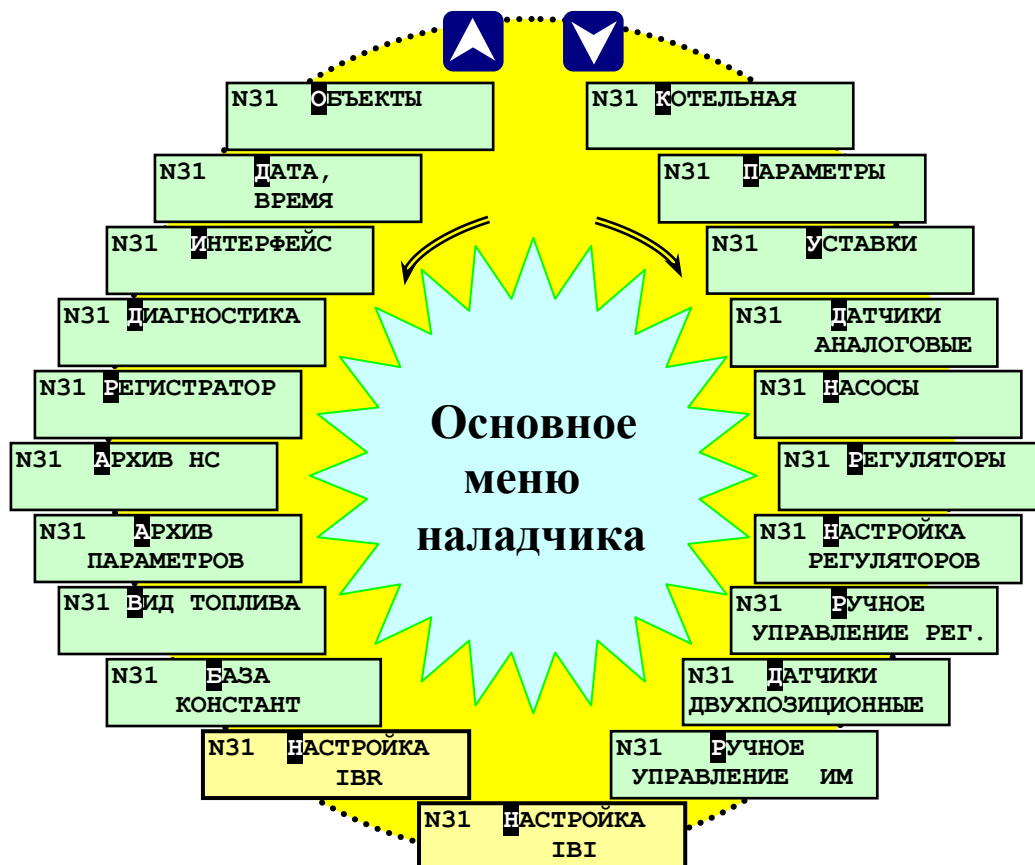 N31 ОБЪЕКТЫ
N31 КОТЕЛЬНАЯ
N31 ДАТА,
ВРЕМЯ
N31 ПАРАМЕТРЫ
N31 ИНТЕРФЕЙС
N31 УСТАВКИ
N31 ДИАГНОСТИКА
N31 ДАТЧИКИ
АНАЛОГОВЫЕ
N31 РЕГИСТРАТОР
N31 НАСОСЫ
N31 АРХИВ НС
N31 РЕГУЛЯТОРЫ
Основное
меню
наладчика
N31 АРХИВ
ПАРАМЕТРОВ
N31 НАСТРОЙКА
РЕГУЛЯТОРОВ
N31 ВИД ТОПЛИВА
N31 РУЧНОЕ
УПРАВЛЕНИЕ РЕГ.
N31 БАЗА
КОНСТАНТ
N31 ДАТЧИКИ
ДВУХПОЗИЦИОННЫЕ
N31 НАСТРОЙКА
IBR
N31 РУЧНОЕ
УПРАВЛЕНИЕ ИМ
N31 НАСТРОЙКА
IBI